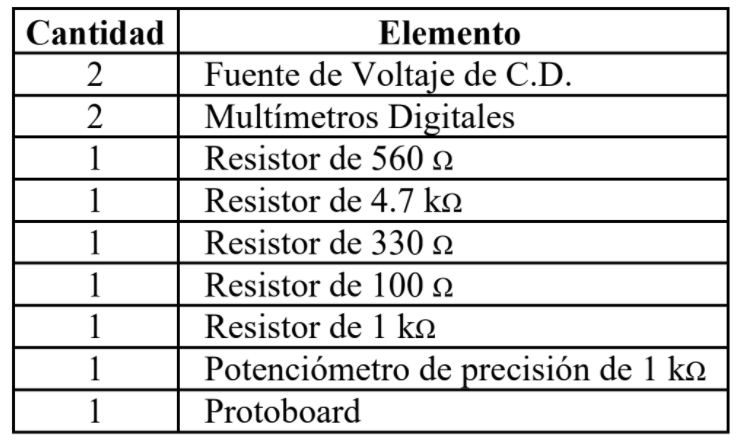 Cantidad Elemento
2 Fuente de Voltaje de C.D.
2 Multímetros Digitales
1 Resistor de 560 Ω
1 Resistor de 4.7 kΩ
1 Resistor de 330 Ω
1 Resistor de 100 Ω
1 Resistor de 1 kΩ
1 Potenciómetro de precisión de 1 kΩ
1 Protoboard